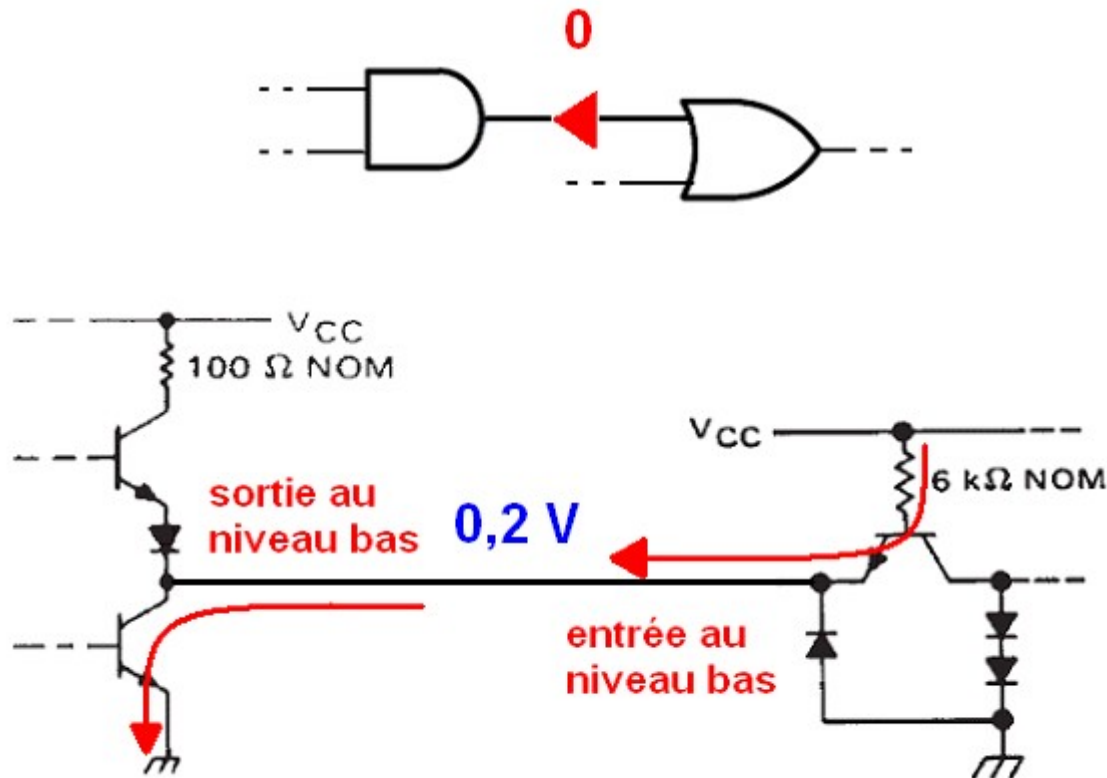 0
VCC
100 Ω NOM
VCC
6 kΩ NOM
sortie au
niveau bas
0,2 V
entrée au
niveau bas